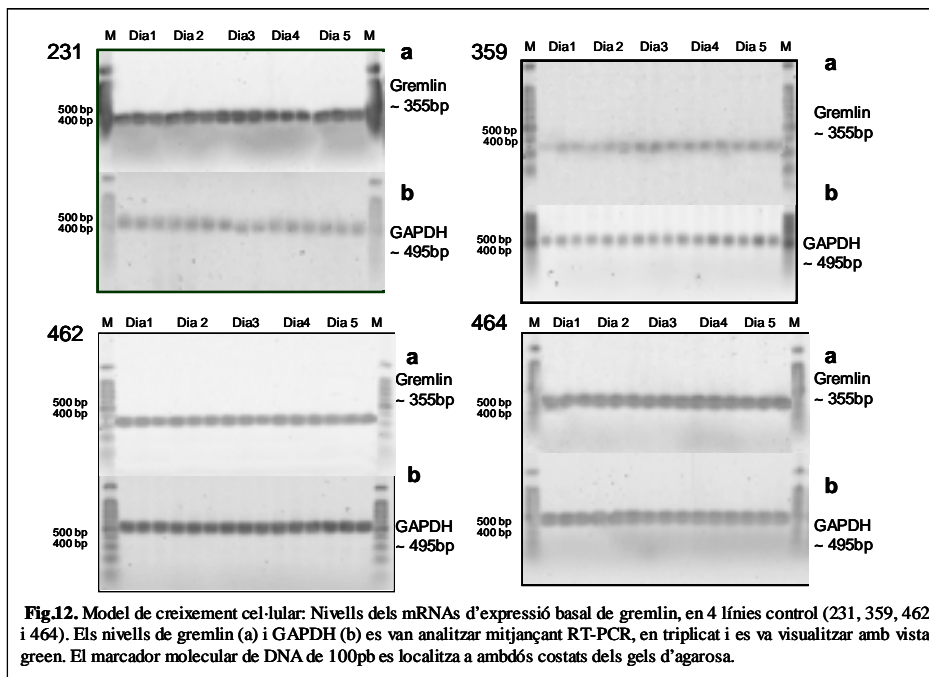 231
M Dia1 Dia 2 Dia3 Dia4 Dia 5 M
a
Gremlin
~ 355bp
500 bp
400 bp
b
500 bp
400 bp
GAPDH
~ 495bp
359
M Dia1 Dia 2 Dia3 Dia4 Dia 5 M
a
Gremlin
~ 355bp
500 bp
400 bp
b
500 bp
400 bp
GAPDH
~ 495bp
462
M Dia1 Dia 2 Dia3 Dia4 Dia 5 M
a
Gremlin
~ 355bp
500 bp
400 bp
b
500 bp
400 bp
GAPDH
~ 495bp
464
M Dia1 Dia 2 Dia3 Dia4 Dia 5 M
a
Gremlin
~ 355bp
500 bp
400 bp
b
500 bp
400 bp
GAPDH
~ 495bp
Fig.12. Model de creixement cel·lular: Nivells dels mRNAs d'expressió basal de gremlin, en 4 línies control (231, 359, 462
i 464). Els nivells de gremlin (a) i GAPDH (b) es van analitzar mitjançant RT-PCR, en triplicat i es va visualitzar amb vista
green. El marcador molecular de DNA de 100pb es localitza a ambdós costats dels gels d'agarosa.